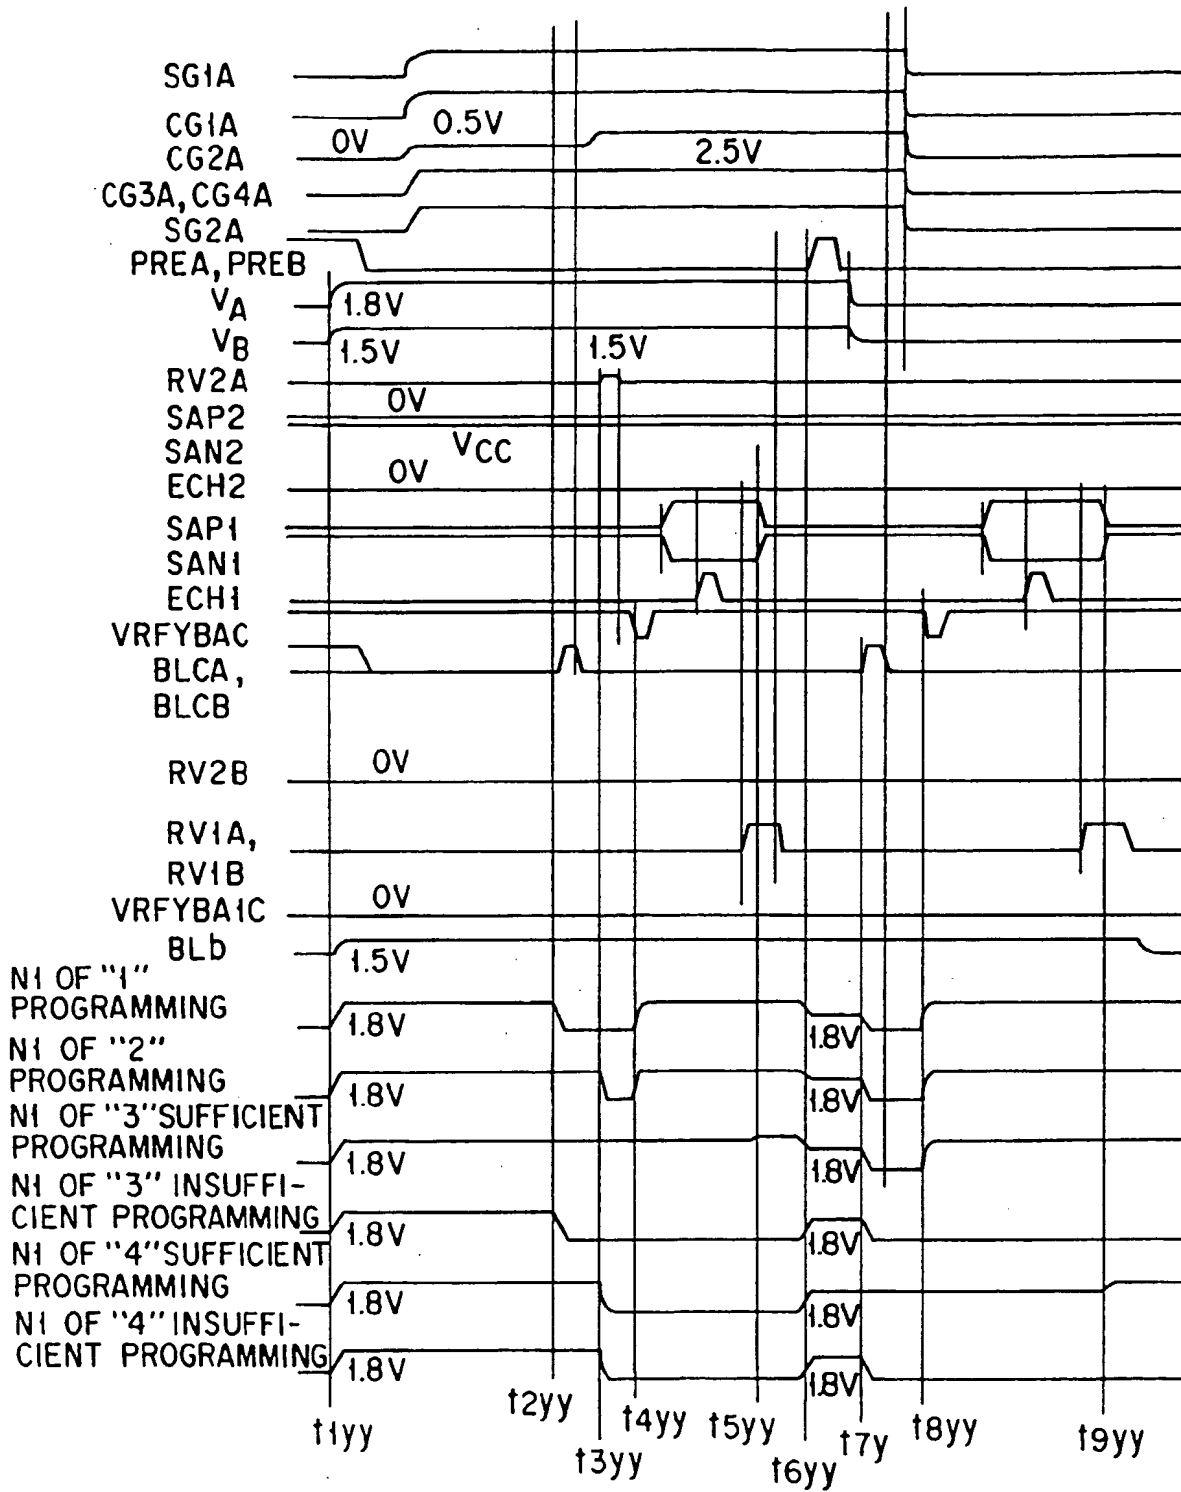 SG1A
CG1A
0V
0.5V
CG2A
2.5V
CG3A, CG4A
SG2A
PREA, PREB
VA
1.8V
VB
1.5V
1.5V
RV2A
0V
SAP2
SAN2
VCC
0V
ECH2
SAP1
SAN1
ECH1
VRFYBAC
BLCA,
BLCB
RV2B
0V
RV1A,
RV1B
VRFYBA1C
0V
BLb
1.5V
N1 OF "1"
PROGRAMMING
1.8V
1.8V
N1 OF "2"
PROGRAMMING
1.8V
1.8V
N1 OF "3" SUFFICIENT
PROGRAMMING
1.8V
1.8V
N1 OF "3" INSUFFI-
CIENT PROGRAMMING
1.8V
1.8V
N1 OF "4" SUFFICIENT
PROGRAMMING
1.8V
1.8V
N1 OF "4" INSUFFI-
CIENT PROGRAMMING
1.8V
1.8V
t1yy
t2yy
t3yy
t4yy
t5yy
t6yy
t7y
t8yy
t9yy